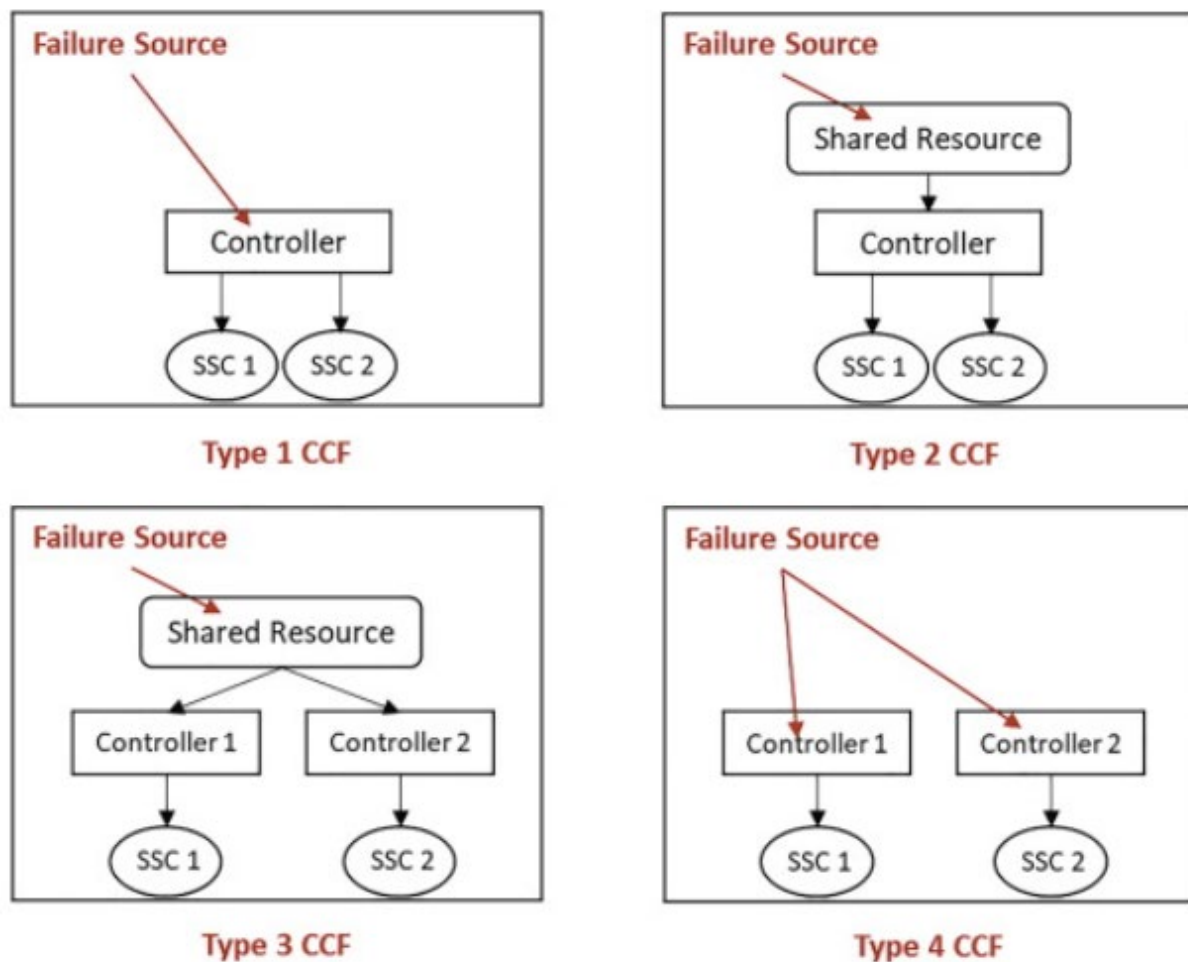 Failure Source
Controller
SSC 1 SSC 2
Type 1 CCF
Failure Source
Shared Resource
Controller
SSC 1 SSC 2
Type 2 CCF
Failure Source
Shared Resource
Controller 1 Controller 2
SSC 1 SSC 2
Type 3 CCF
Failure Source
Controller 1 Controller 2
SSC 1 SSC 2
Type 4 CCF